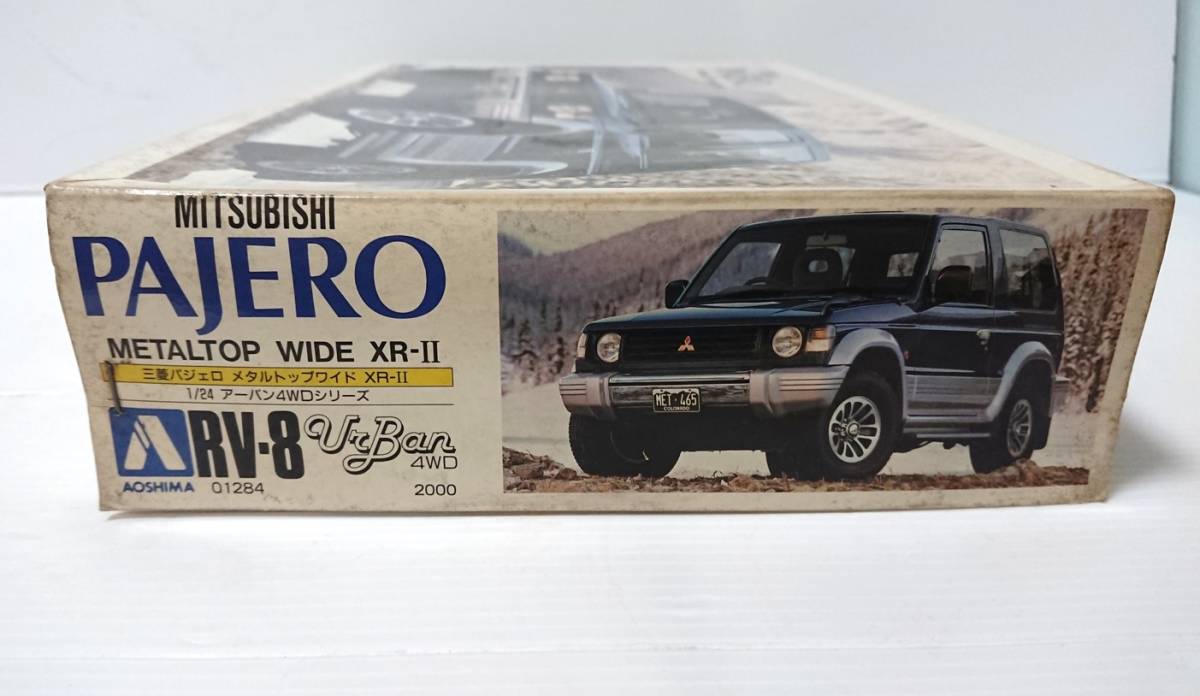 MITSUBISHI
PAJERO
METALTOP WIDE XR-II
三菱パジェロ メタルトップワイド XR-II
1/24 アーバン4WDシリーズ
RV-8 UrBan
4WD
AOSHIMA 01284 2000
MET·465
COLORADO